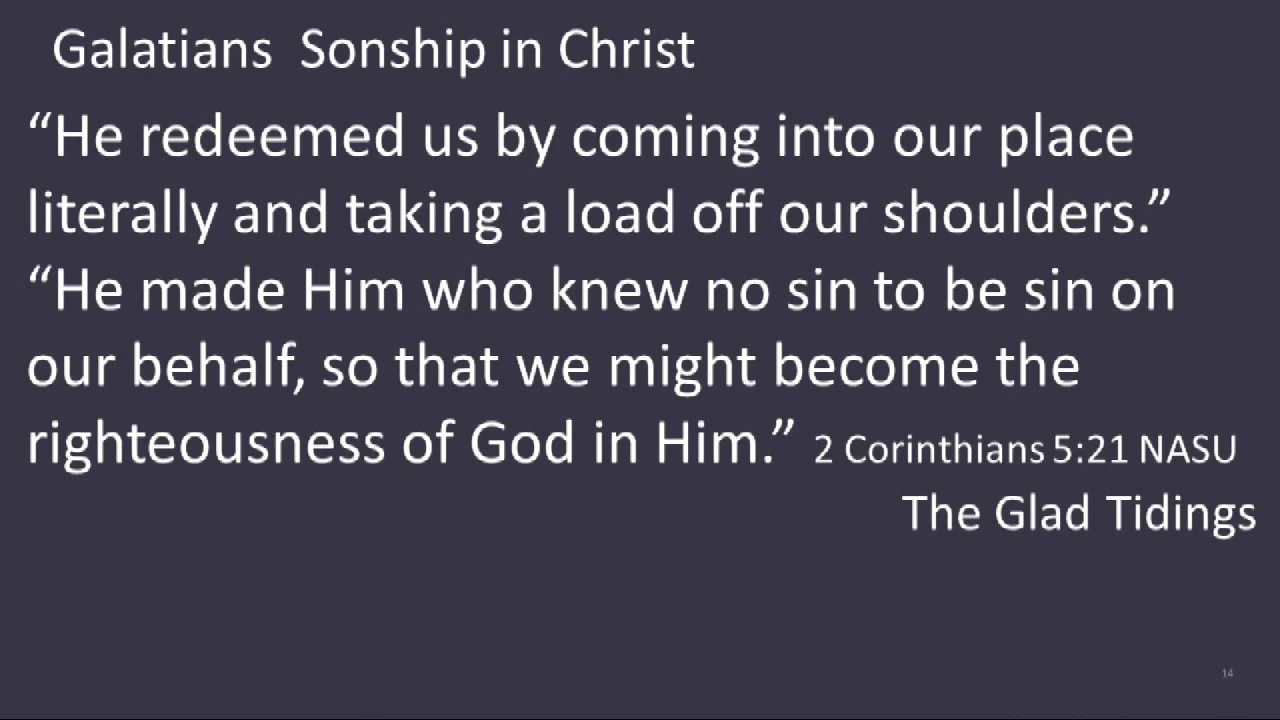 Galatians  Sonship in Christ
“He redeemed us by coming into our place
literally and taking a load off our shoulders.”
“He made Him who knew no sin to be sin on
our behalf, so that we might become the
righteousness of God in Him.” 2 Corinthians 5:21 NASU
The Glad Tidings
14